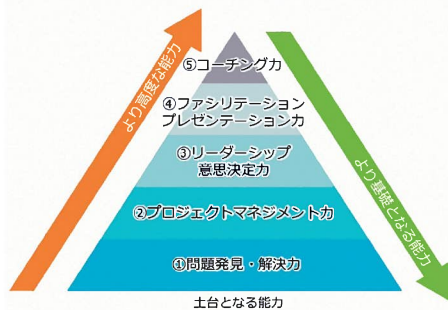 より高度な能力
⑤コーチング力
④ファシリテーション
プレゼンテーション力
③リーダーシップ
意思決定力
②プロジェクトマネジメント力
①問題発見・解決力
より基礎となる能力
土台となる能力